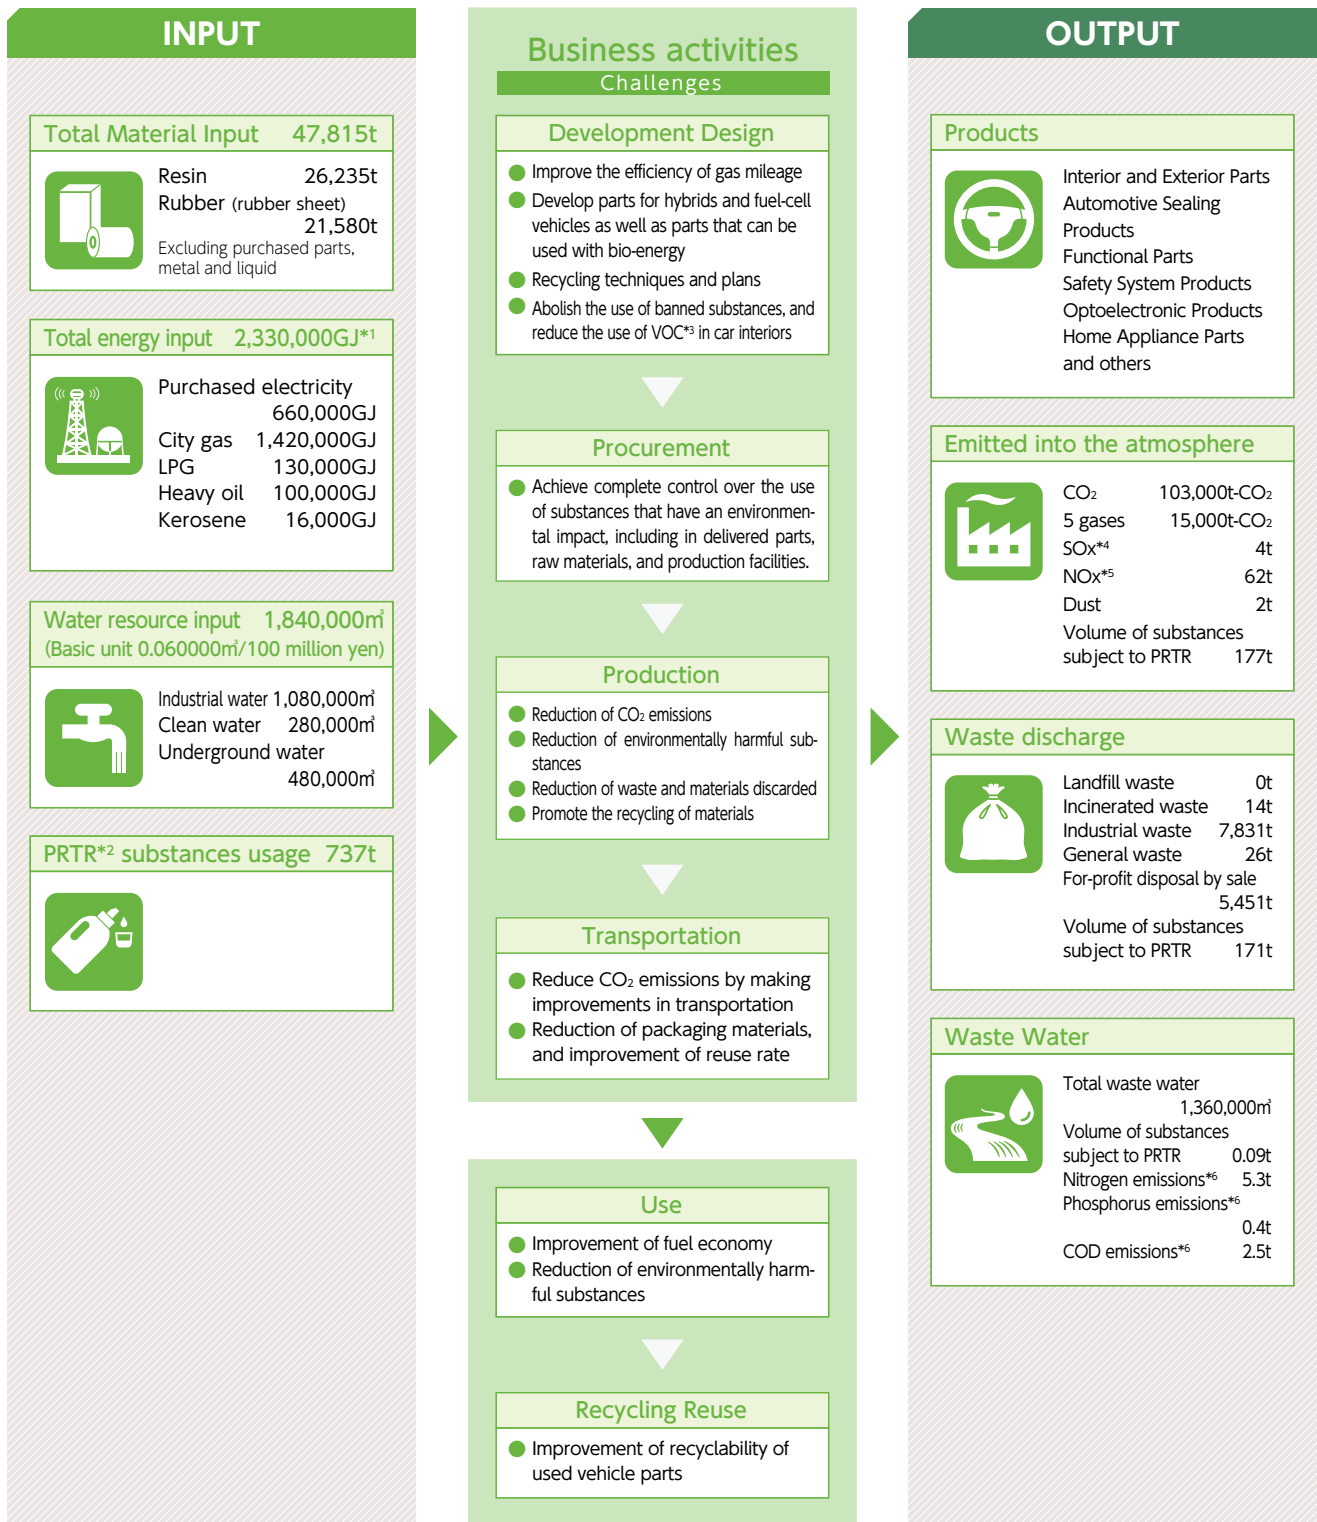 INPUT
Total Material Input 47,815t
Resin 26,235t
Rubber (rubber sheet)
21,580t
Excluding purchased parts,
metal and liquid
Total energy input 2,330,000GJ*1
Purchased electricity
660,000GJ
City gas 1,420,000GJ
LPG 130,000GJ
Heavy oil 100,000GJ
Kerosene 16,000GJ
Water resource input 1,840,000㎥
(Basic unit 0.060000㎥/100 million yen)
Industrial water 1,080,000㎥
Clean water 280,000㎥
Underground water
480,000㎥
PRTR*2 substances usage 737t
Business activities
Challenges
Development Design
● Improve the efficiency of gas mileage
● Develop parts for hybrids and fuel-cell
vehicles as well as parts that can be
used with bio-energy
● Recycling techniques and plans
● Abolish the use of banned substances, and
reduce the use of VOC*3 in car interiors
Procurement
● Achieve complete control over the use
of substances that have an environmen-
tal impact, including in delivered parts,
raw materials, and production facilities.
Production
● Reduction of CO2 emissions
● Reduction of environmentally harmful sub-
stances
● Reduction of waste and materials discarded
● Promote the recycling of materials
Transportation
● Reduce CO2 emissions by making
improvements in transportation
● Reduction of packaging materials,
and improvement of reuse rate
Use
● Improvement of fuel economy
● Reduction of environmentally harm-
ful substances
Recycling Reuse
● Improvement of recyclability of
used vehicle parts
OUTPUT
Products
Interior and Exterior Parts
Automotive Sealing
Products
Functional Parts
Safety System Products
Optoelectronic Products
Home Appliance Parts
and others
Emitted into the atmosphere
CO2 103,000t-CO2
5 gases 15,000t-CO2
SOx*4 4t
NOx*5 62t
Dust 2t
Volume of substances
subject to PRTR 177t
Waste discharge
Landfill waste 0t
Incinerated waste 14t
Industrial waste 7,831t
General waste 26t
For-profit disposal by sale
5,451t
Volume of substances
subject to PRTR 171t
Waste Water
Total waste water
1,360,000㎥
Volume of substances
subject to PRTR 0.09t
Nitrogen emissions*6 5.3t
Phosphorus emissions*6
0.4t
COD emissions*6 2.5t